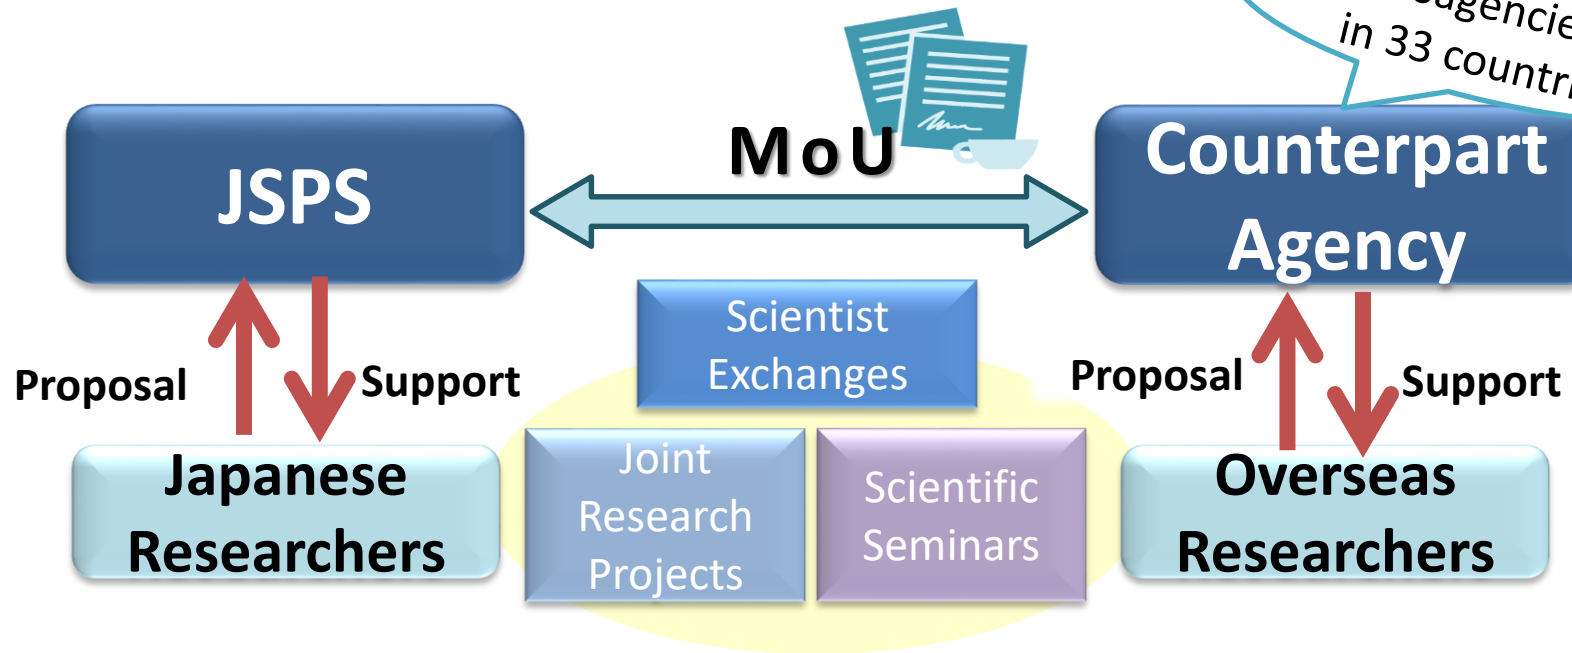 in 33
MoU
JSPS
Counterpart
Agency
Scientist
Exchanges
Proposal
Support
Proposal
Support
Joint
Research
Projects
Scientific
Seminars
Japanese
Researchers
Overseas
Researchers